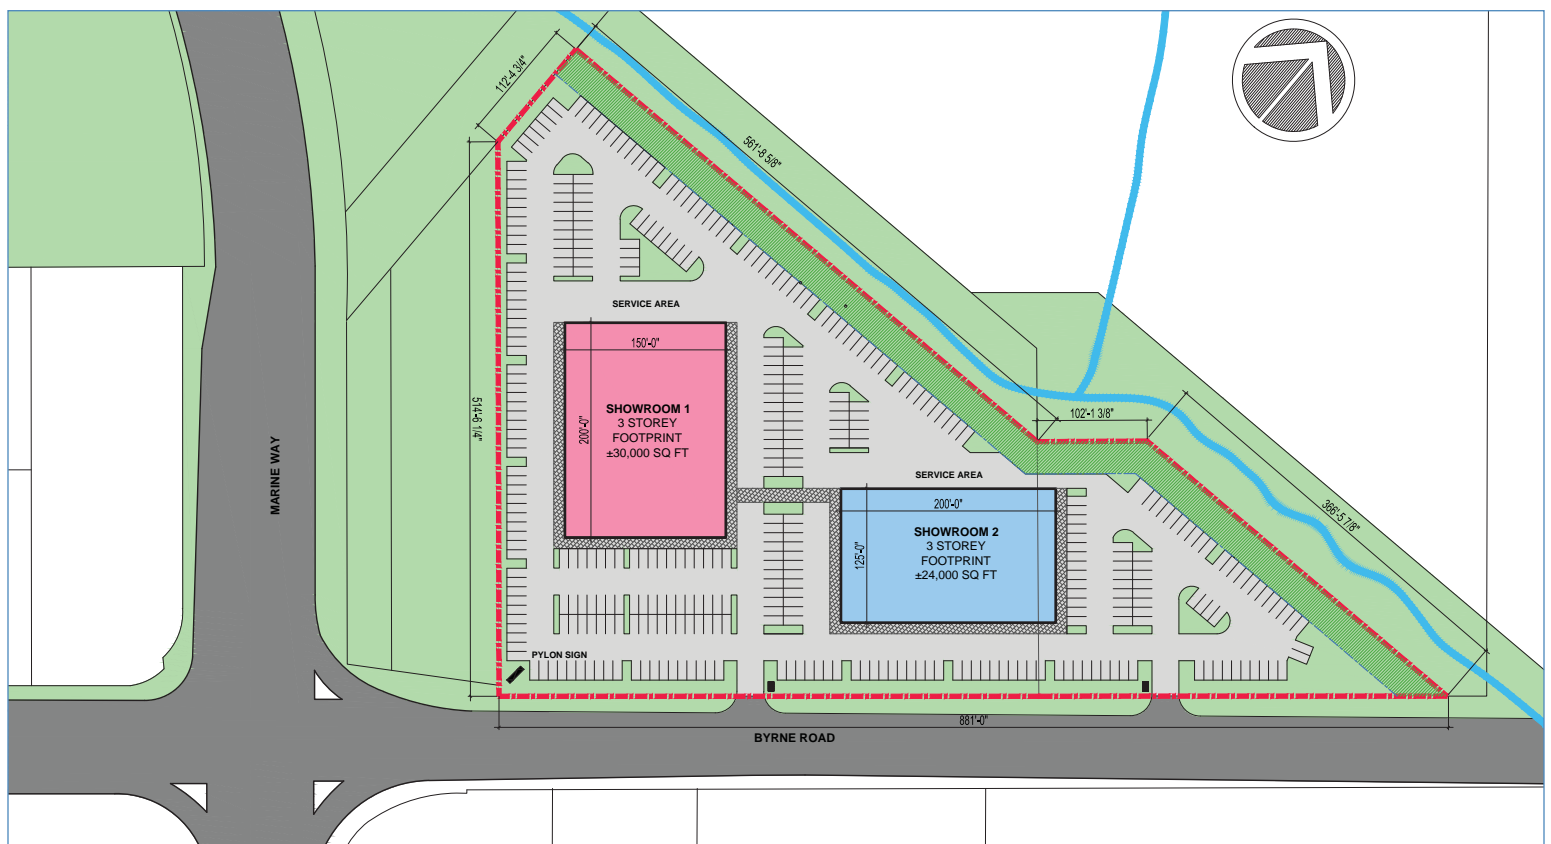 112'-4 3/4"
561'-8 5/8"
SERVICE AREA
150'-0"
200'-0"
SHOWROOM 1
3 STOREY
FOOTPRINT
±30,000 SQ FT
514'-6 1/4"
102'-1 3/8"
MARINE WAY
SERVICE AREA
200'-0"
125'-0"
SHOWROOM 2
3 STOREY
FOOTPRINT
±24,000 SQ FT
386'-5 7/8"
PYLON SIGN
881'-0"
BYRNE ROAD